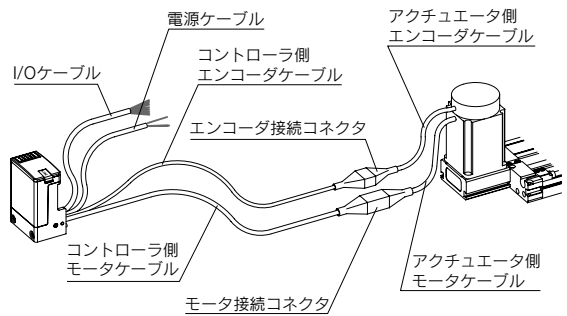 電源ケーブル
I/Oケーブル
コントローラ側
エンコーダケーブル
アクチュエータ側
エンコーダケーブル
エンコーダ接続コネクタ
コントローラ側
モータケーブル
モータ接続コネクタ
アクチュエータ側
モータケーブル